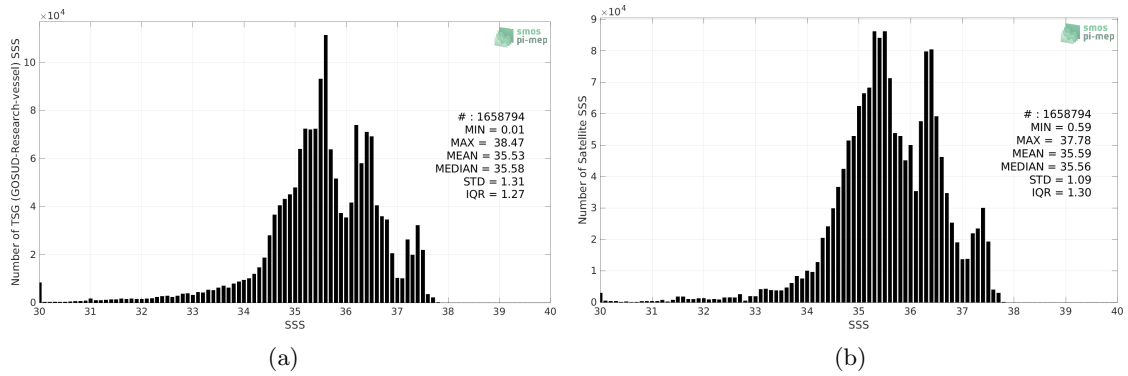 ×10⁴
smos
pi-mep
Number of TSG (GOSUD-Research-vessel) SSS
10
8
6
4
2
0
# : 1658794
MIN = 0.01
MAX = 38.47
MEAN = 35.53
MEDIAN = 35.58
STD = 1.31
IQR = 1.27
30 31 32 33 34 35 36 37 38 39 40
SSS
(a)
9 ×10⁴
smos
pi-mep
Number of Satellite SSS
8
7
6
5
4
3
2
1
0
# : 1658794
MIN = 0.59
MAX = 37.78
MEAN = 35.59
MEDIAN = 35.56
STD = 1.09
IQR = 1.30
30 31 32 33 34 35 36 37 38 39 40
SSS
(b)